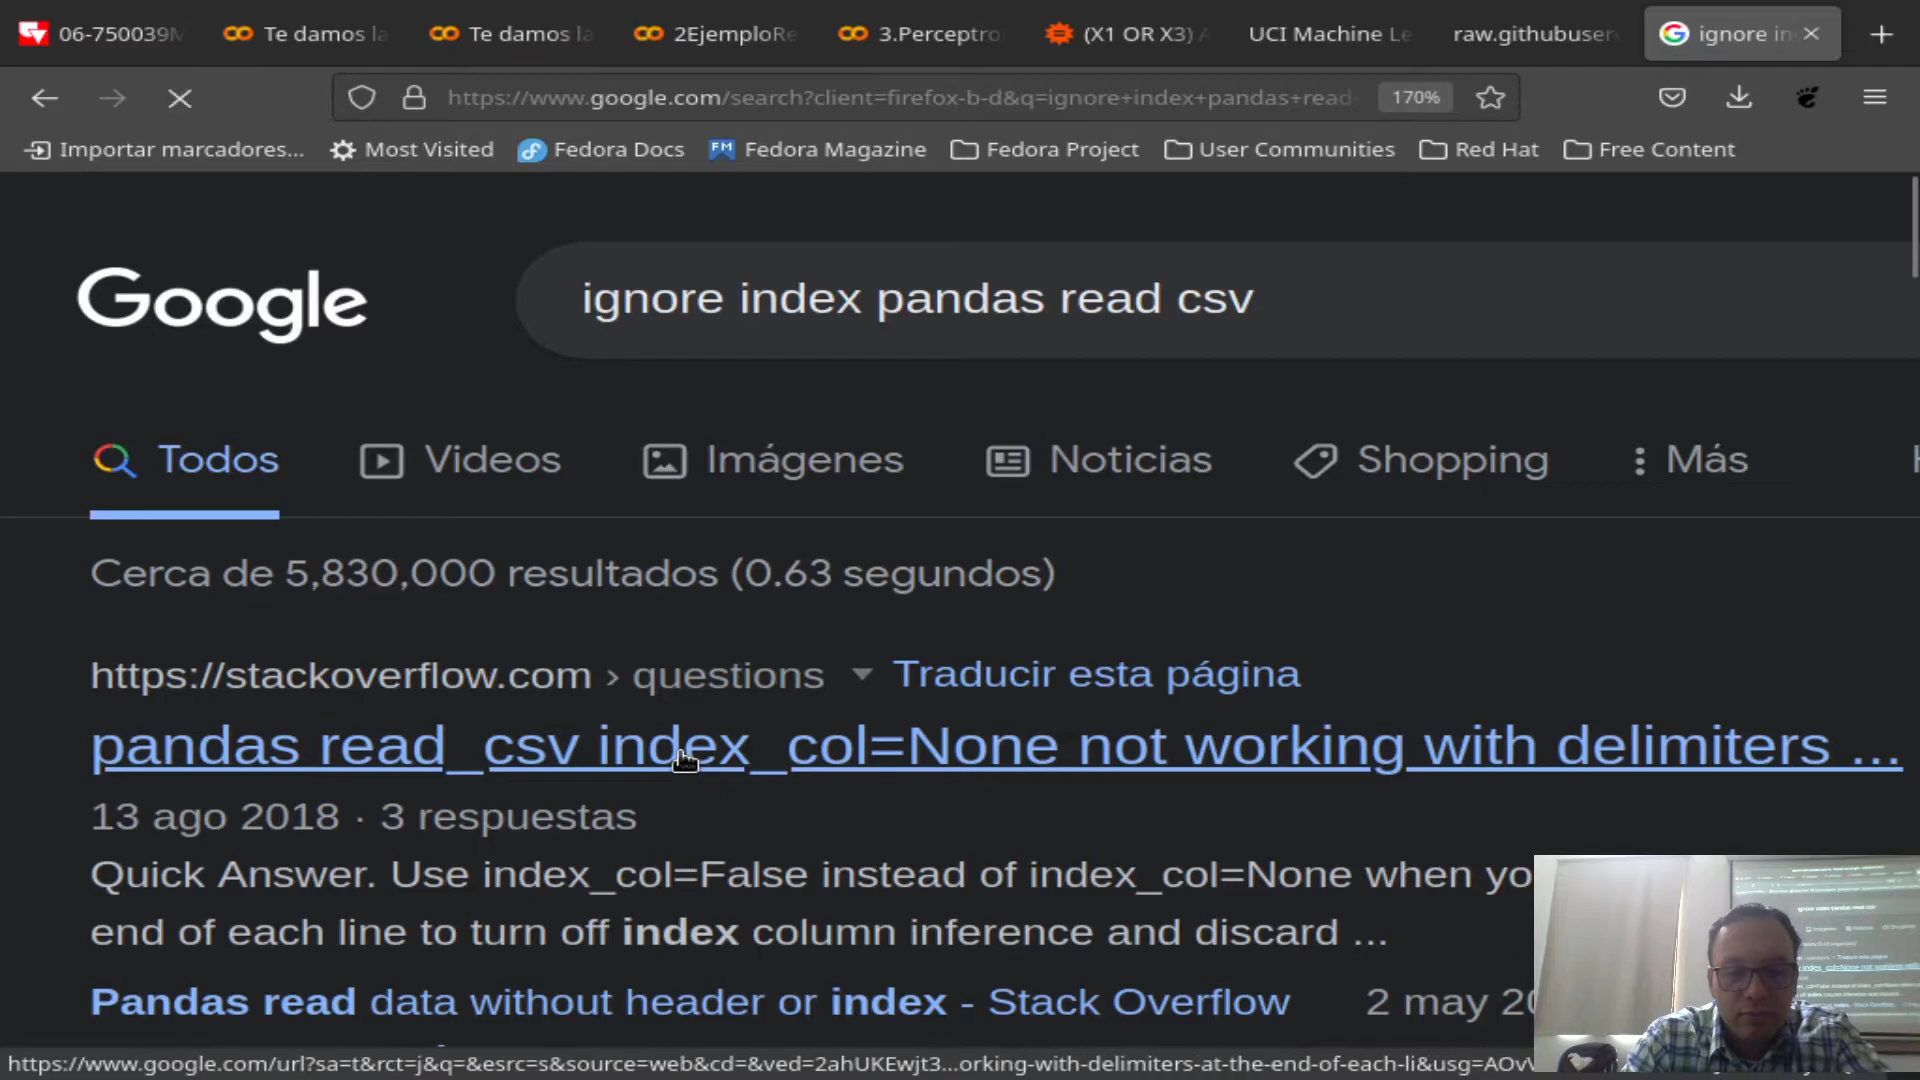 06-750039M
Te damos la
Te damos la
2EjemploRe
3.Perceptro
(X1 OR X3) A
UCI Machine Le
raw.githubuser
ignore in
https://www.google.com/search?client=firefox-b-d&q=ignore+index+pandas+read
170%
Importar marcadores...
Most Visited
Fedora Docs
FM Fedora Magazine
Fedora Project
User Communities
Red Hat
Free Content
Google
ignore index pandas read csv
Todos
Videos
Imágenes
Noticias
Shopping
Más
Cerca de 5,830,000 resultados (0.63 segundos)
https://stackoverflow.com › questions
Traducir esta página
pandas read_csv index_col=None not working with delimiters ...
13 ago 2018 · 3 respuestas
Quick Answer. Use index_col=False instead of index_col=None when yo
end of each line to turn off index column inference and discard ...
Pandas read data without header or index - Stack Overflow
2 may 20
https://www.google.com/url?sa=t&rct=j&q=&esrc=s&source=web&cd=&ved=2ahUKEwjt3...orking-with-delimiters-at-the-end-of-each-li&usg=AOvV